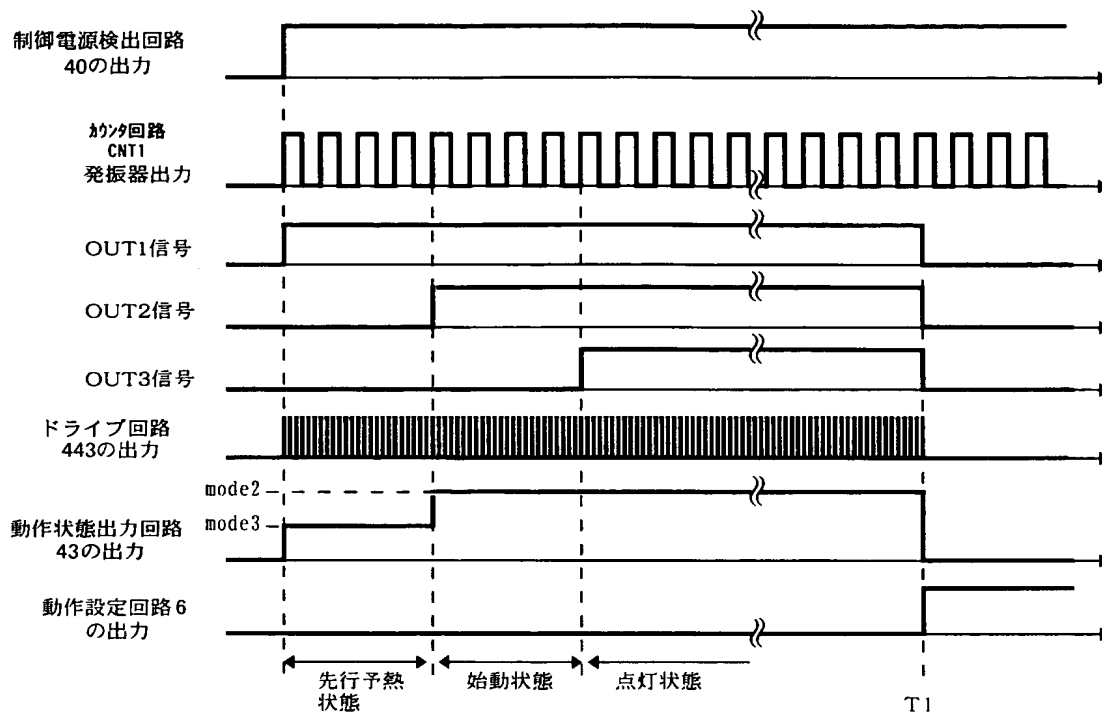 制御電源検出回路
40の出力
ｶｳﾝﾀ回路
CNT1
発振器出力
OUT1信号
OUT2信号
OUT3信号
ドライブ回路
443の出力
mode2
mode3
動作状態出力回路
43の出力
動作設定回路6
の出力
先行予熱
状態
始動状態
点灯状態
T1